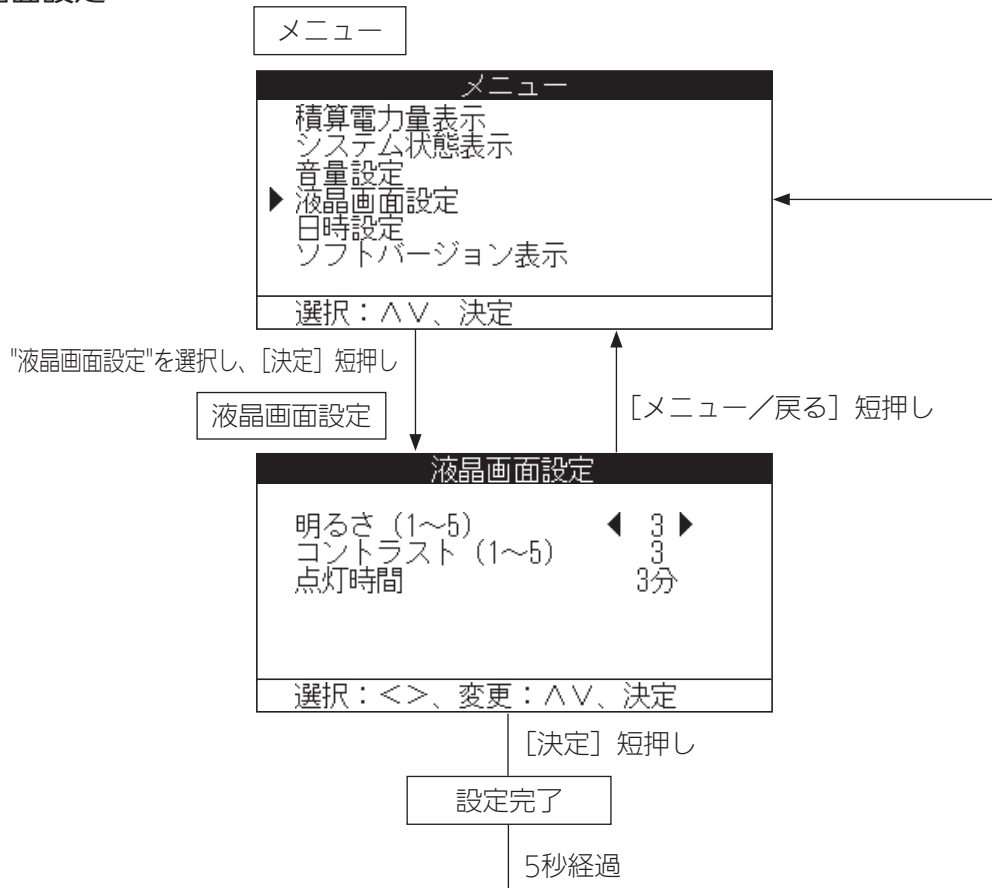 メニュー
メニュー
積算電力量表示
システム状態表示
音量設定
▶ 液晶画面設定
日時設定
ソフトバージョン表示
選択：∧∨、決定
"液晶画面設定"を選択し、［決定］短押し
［メニュー／戻る］短押し
液晶画面設定
液晶画面設定
明るさ（1～5） ◀ 3 ▶
コントラスト（1～5） 3
点灯時間 3分
選択：＜＞、変更：∧∨、決定
［決定］短押し
設定完了
5秒経過